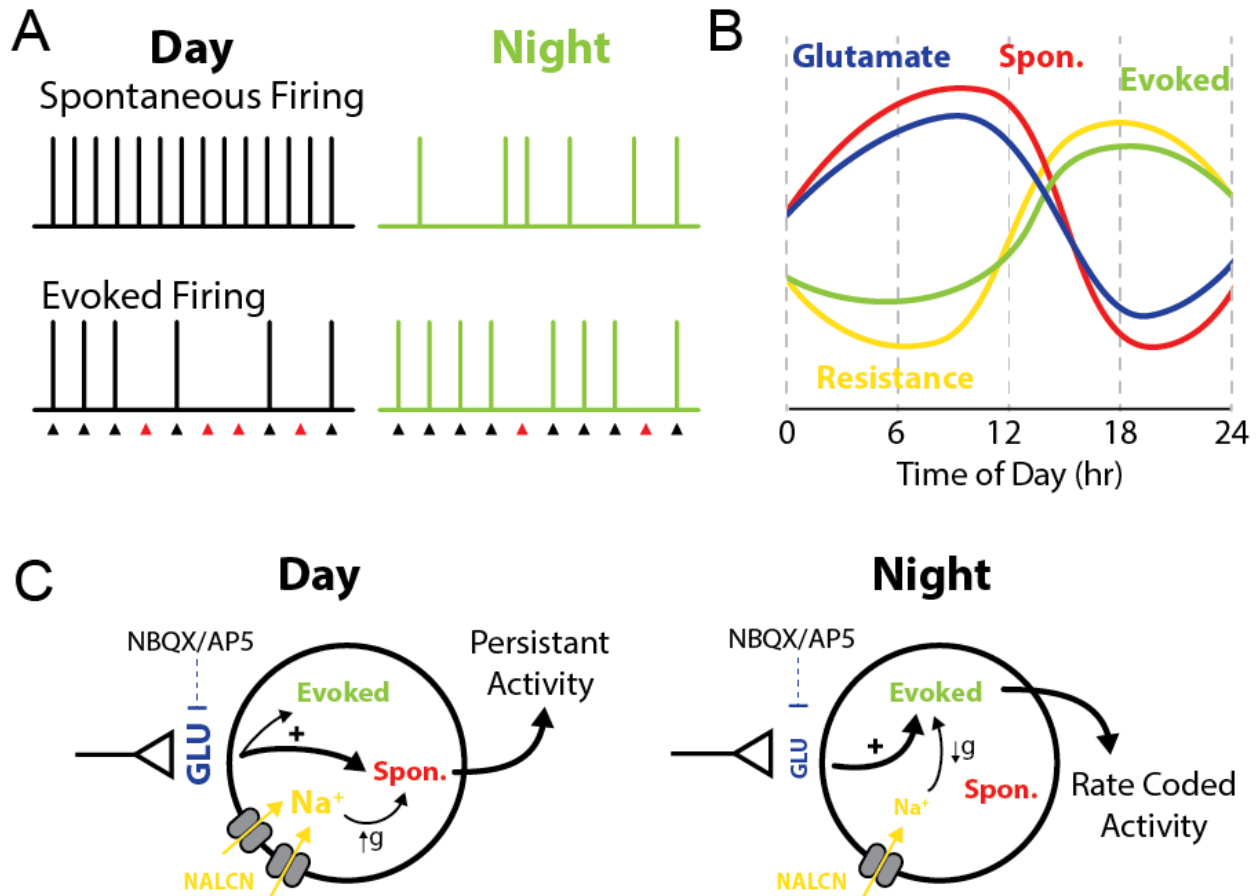 A
Day
Night
Spontaneous Firing
Evoked Firing
B
Glutamate
Spon.
Evoked
Resistance
0 6 12 18 24
Time of Day (hr)
C
Day
NBQX/AP5
GLU
Evoked
+
Spon.
Na+
↑g
NALCN
Persistant
Activity
Night
NBQX/AP5
GLU
Evoked
+
↓g
Spon.
Na+
NALCN
Rate Coded
Activity